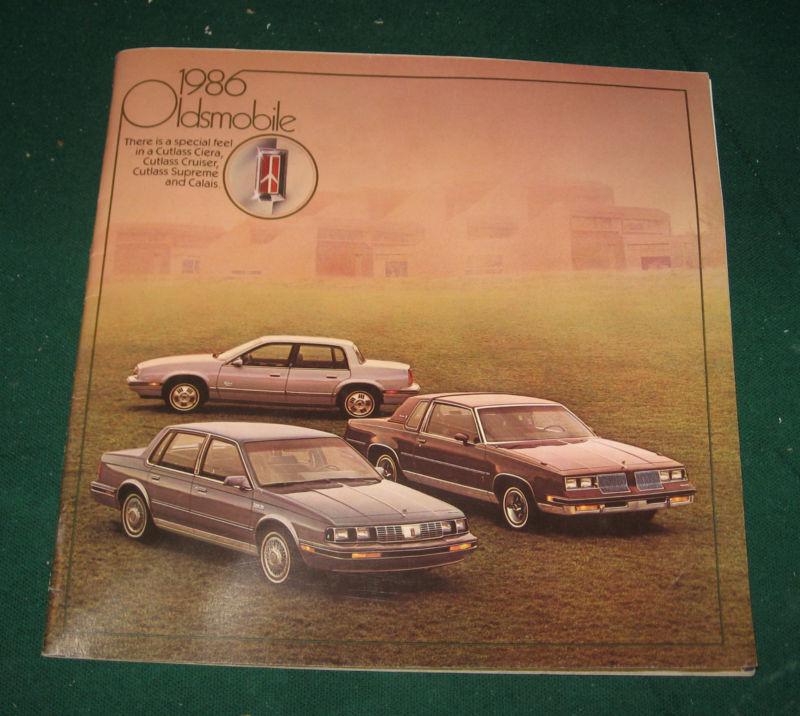 1986
Oldsmobile
There is a special feel
in a Cutlass Ciera,
Cutlass Cruiser,
Cutlass Supreme
and Calais.